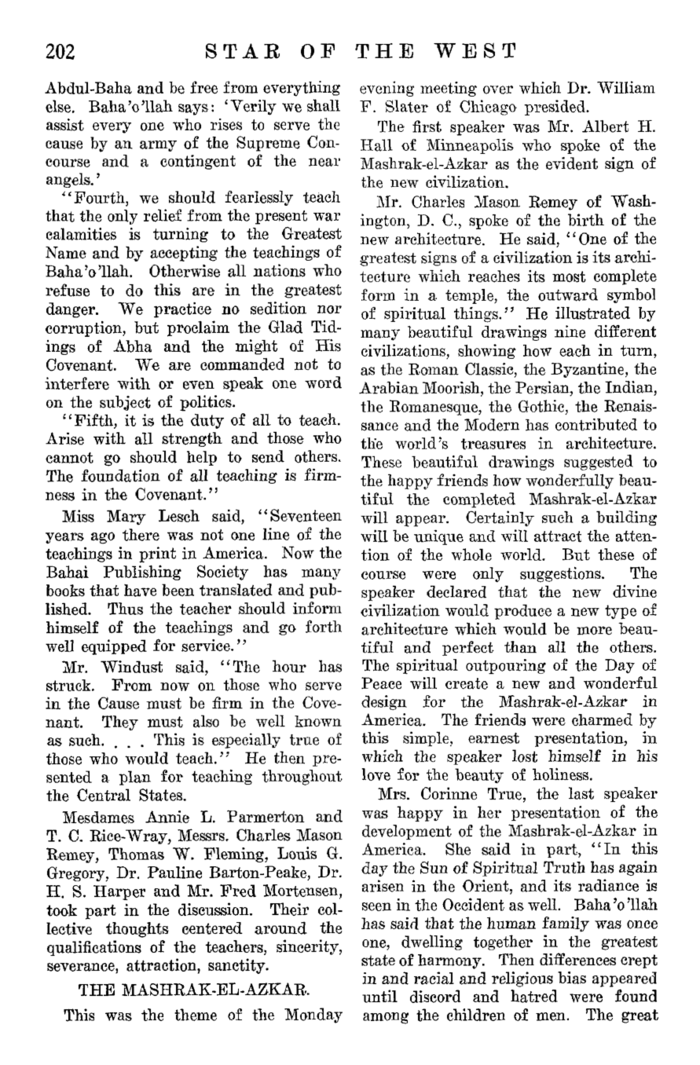 202 STAR OF THE WEST
Abdul-Baha and be free from everything
else. Baha'o'llah says: 'Verily we shall
assist every one who rises to serve the
cause by an army of the Supreme Con-
course and a contingent of the near
angels.'
"Fourth, we should fearlessly teach
that the only relief from the present war
calamities is turning to the Greatest
Name and by accepting the teachings of
Baha'o'llah. Otherwise all nations who
refuse to do this are in the greatest
danger. We practice no sedition nor
corruption, but proclaim the Glad Tid-
ings of Abha and the might of His
Covenant. We are commanded not to
interfere with or even speak one word
on the subject of politics.
"Fifth, it is the duty of all to teach.
Arise with all strength and those who
cannot go should help to send others.
The foundation of all teaching is firm-
ness in the Covenant."
Miss Mary Lesch said, "Seventeen
years ago there was not one line of the
teachings in print in America. Now the
Bahai Publishing Society has many
books that have been translated and pub-
lished. Thus the teacher should inform
himself of the teachings and go forth
well equipped for service."
Mr. Windust said, "The hour has
struck. From now on those who serve
in the Cause must be firm in the Cove-
nant. They must also be well known
as such. . . . This is especially true of
those who would teach." He then pre-
sented a plan for teaching throughout
the Central States.
Mesdames Annie L. Parmerton and
T. C. Rice-Wray, Messrs. Charles Mason
Remey, Thomas W. Fleming, Louis G.
Gregory, Dr. Pauline Barton-Peake, Dr.
H. S. Harper and Mr. Fred Mortensen,
took part in the discussion. Their col-
lective thoughts centered around the
qualifications of the teachers, sincerity,
severance, attraction, sanctity.
THE MASHRAK-EL-AZKAR.
This was the theme of the Monday
evening meeting over which Dr. William
F. Slater of Chicago presided.
The first speaker was Mr. Albert H.
Hall of Minneapolis who spoke of the
Mashrak-el-Azkar as the evident sign of
the new civilization.
Mr. Charles Mason Remey of Wash-
ington, D. C., spoke of the birth of the
new architecture. He said, "One of the
greatest signs of a civilization is its archi-
tecture which reaches its most complete
form in a temple, the outward symbol
of spiritual things." He illustrated by
many beautiful drawings nine different
civilizations, showing how each in turn,
as the Roman Classic, the Byzantine, the
Arabian Moorish, the Persian, the Indian,
the Romanesque, the Gothic, the Renais-
sance and the Modern has contributed to
the world's treasures in architecture.
These beautiful drawings suggested to
the happy friends how wonderfully beau-
tiful the completed Mashrak-el-Azkar
will appear. Certainly such a building
will be unique and will attract the atten-
tion of the whole world. But these of
course were only suggestions. The
speaker declared that the new divine
civilization would produce a new type of
architecture which would be more beau-
tiful and perfect than all the others.
The spiritual outpouring of the Day of
Peace will create a new and wonderful
design for the Mashrak-el-Azkar in
America. The friends were charmed by
this simple, earnest presentation, in
which the speaker lost himself in his
love for the beauty of holiness.
Mrs. Corinne True, the last speaker
was happy in her presentation of the
development of the Mashrak-el-Azkar in
America. She said in part, "In this
day the Sun of Spiritual Truth has again
arisen in the Orient, and its radiance is
seen in the Occident as well. Baha'o'llah
has said that the human family was once
one, dwelling together in the greatest
state of harmony. Then differences crept
in and racial and religious bias appeared
until discord and hatred were found
among the children of men. The great